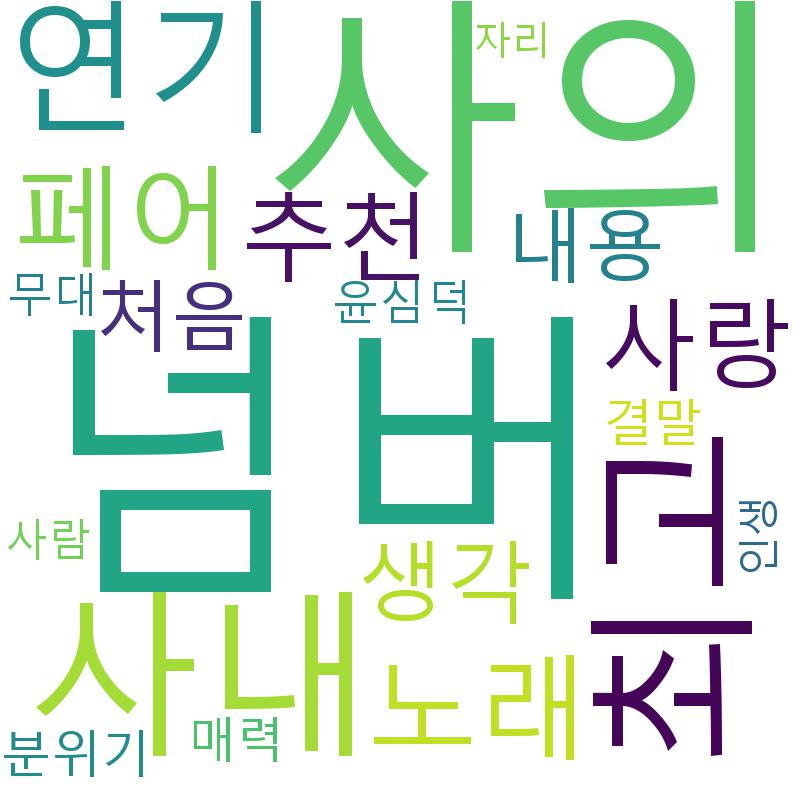 연기
사의
자리
페어
추천
내용
무대
처음
윤심덕
사랑
넘버
결말
최고
인생
사람
생각
사내
노래
분위기
매력